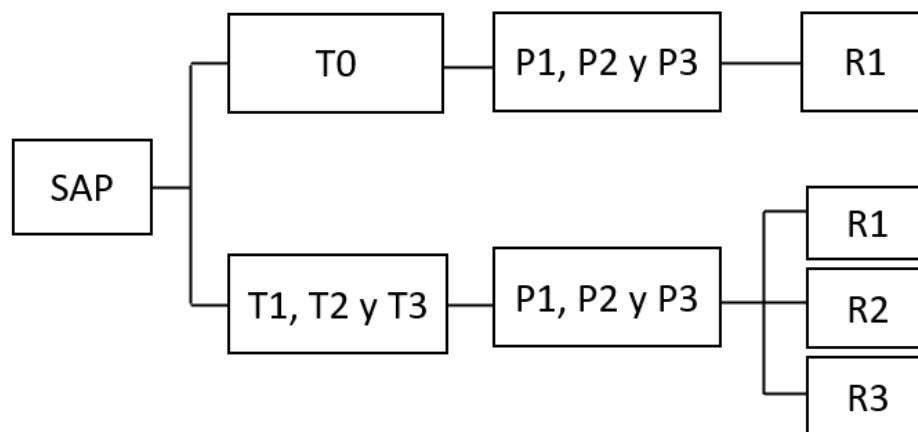 T0
P1, P2 y P3
R1
SAP
T1, T2 y T3
P1, P2 y P3
R1
R2
R3